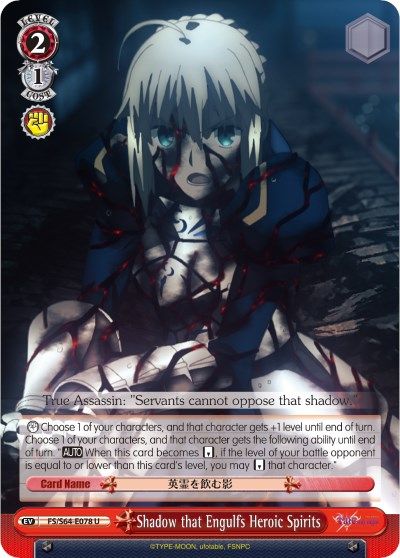 LEVEL
2
1
COST
True Assassin: "Servants cannot oppose that shadow."
Choose 1 of your characters, and that character gets +1 level until end of turn.
Choose 1 of your characters, and that character gets the following ability until end
of turn. "AUTO When this card becomes, if the level of your battle opponent
is equal to or lower than this card's level, you may that character."
Card Name
英霊を飲む影
EV
FS/S64-E078 U
Shadow that Engulfs Heroic Spirits
©TYPE-MOON, ufotable, FSNPC